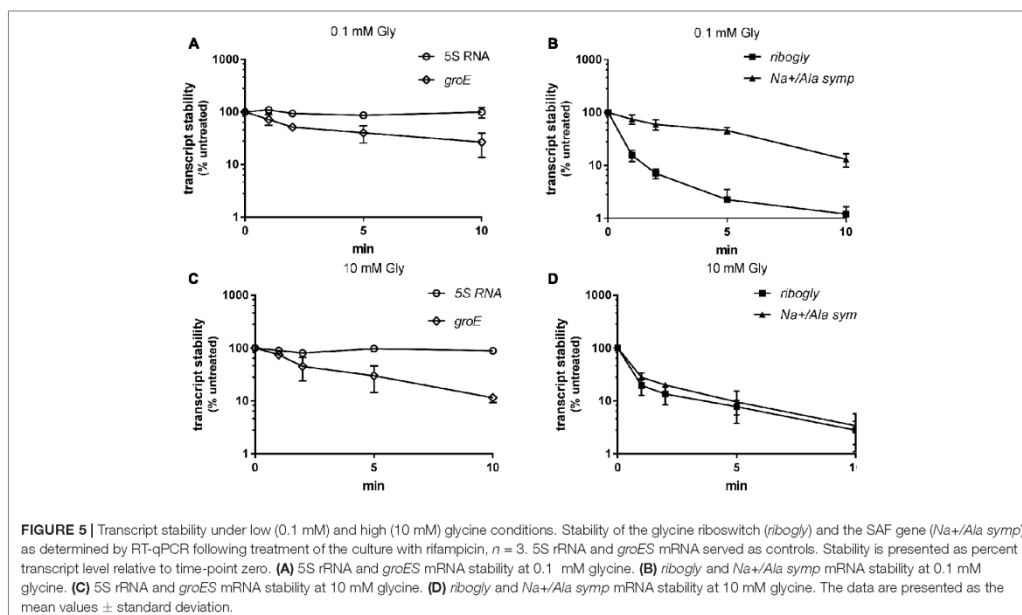 A
0.1 mM Gly
5S RNA
groE
1000
100
10
1
transcript stability
(% untreated)
0
5
10
min
B
0.1 mM Gly
ribogly
Na+/Ala symp
1000
100
10
1
transcript stability
(% untreated)
0
5
10
min
C
10 mM Gly
5S RNA
groE
1000
100
10
1
transcript stability
(% untreated)
0
5
10
min
D
10 mM Gly
ribogly
Na+/Ala sym
1000
100
10
1
transcript stability
(% untreated)
0
5
min
FIGURE 5 | Transcript stability under low (0.1 mM) and high (10 mM) glycine conditions. Stability of the glycine riboswitch (ribogly) and the SAF gene (Na+/Ala symp)
as determined by RT-qPCR following treatment of the culture with rifampicin, n = 3. 5S rRNA and groES mRNA served as controls. Stability is presented as percent
transcript level relative to time-point zero. (A) 5S rRNA and groES mRNA stability at 0.1 mM glycine. (B) ribogly and Na+/Ala symp mRNA stability at 0.1 mM
glycine. (C) 5S rRNA and groES mRNA stability at 10 mM glycine. (D) ribogly and Na+/Ala symp mRNA stability at 10 mM glycine. The data are presented as the
mean values ± standard deviation.